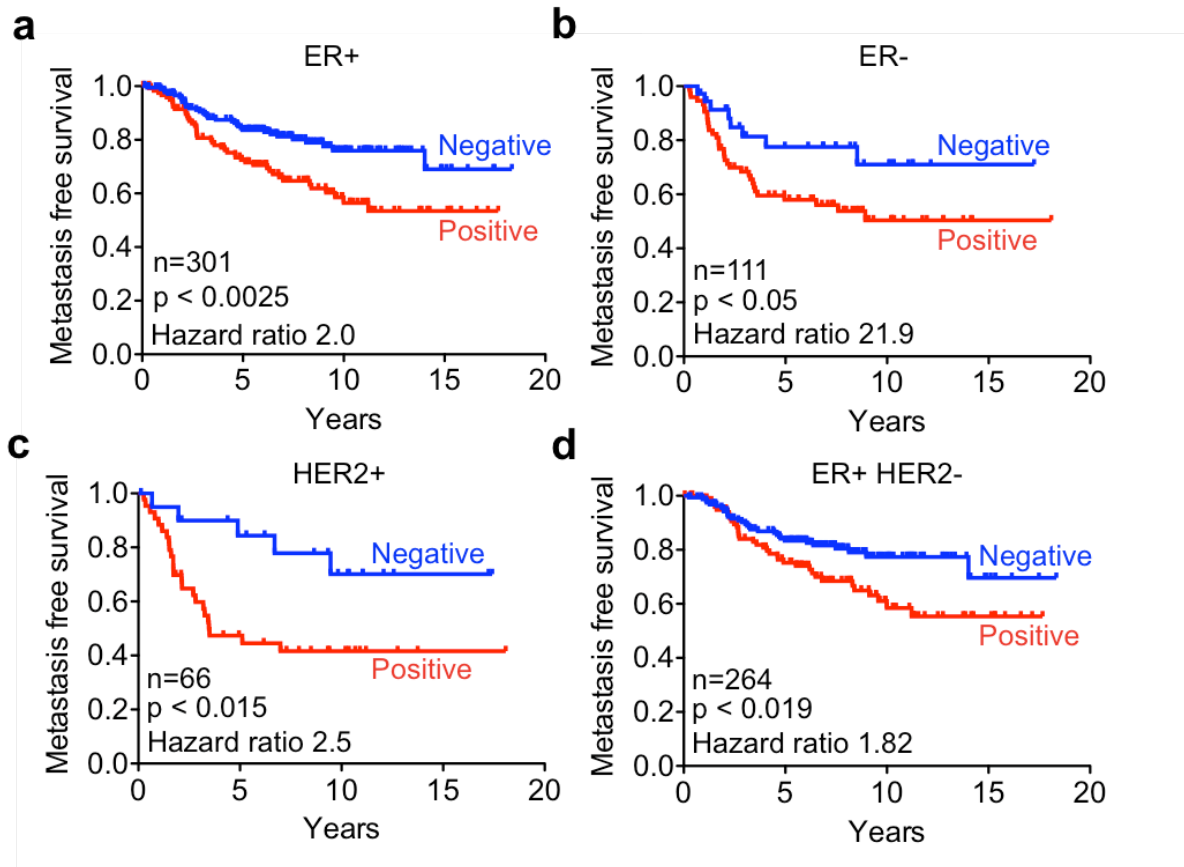 a
ER+
Metastasis free survival
1.0
0.8
0.6
0.4
0.2
0.0
Negative
Positive
n=301
p < 0.0025
Hazard ratio 2.0
0 5 10 15 20
Years
b
ER-
Metastasis free survival
1.0
0.8
0.6
0.4
0.2
0.0
Negative
Positive
n=111
p < 0.05
Hazard ratio 21.9
0 5 10 15 20
Years
c
HER2+
Metastasis free survival
1.0
0.8
0.6
0.4
0.2
0.0
Negative
Positive
n=66
p < 0.015
Hazard ratio 2.5
0 5 10 15 20
Years
d
ER+ HER2-
Metastasis free survival
1.0
0.8
0.6
0.4
0.2
0.0
Negative
Positive
n=264
p < 0.019
Hazard ratio 1.82
0 5 10 15 20
Years